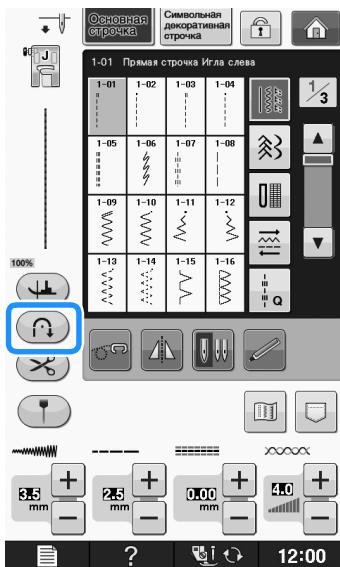 Основная строчка
Символьная декоративная строчка
J
1-01 Прямая строчка Игла слева
1/3
1-01 1-02 1-03 1-04
1-05 1-06 1-07 1-08
1-09 1-10 1-11 1-12
1-13 1-14 1-15 1-16
Q
100%
3.5 mm
2.5 mm
0.00 mm
4.0
?
12:00